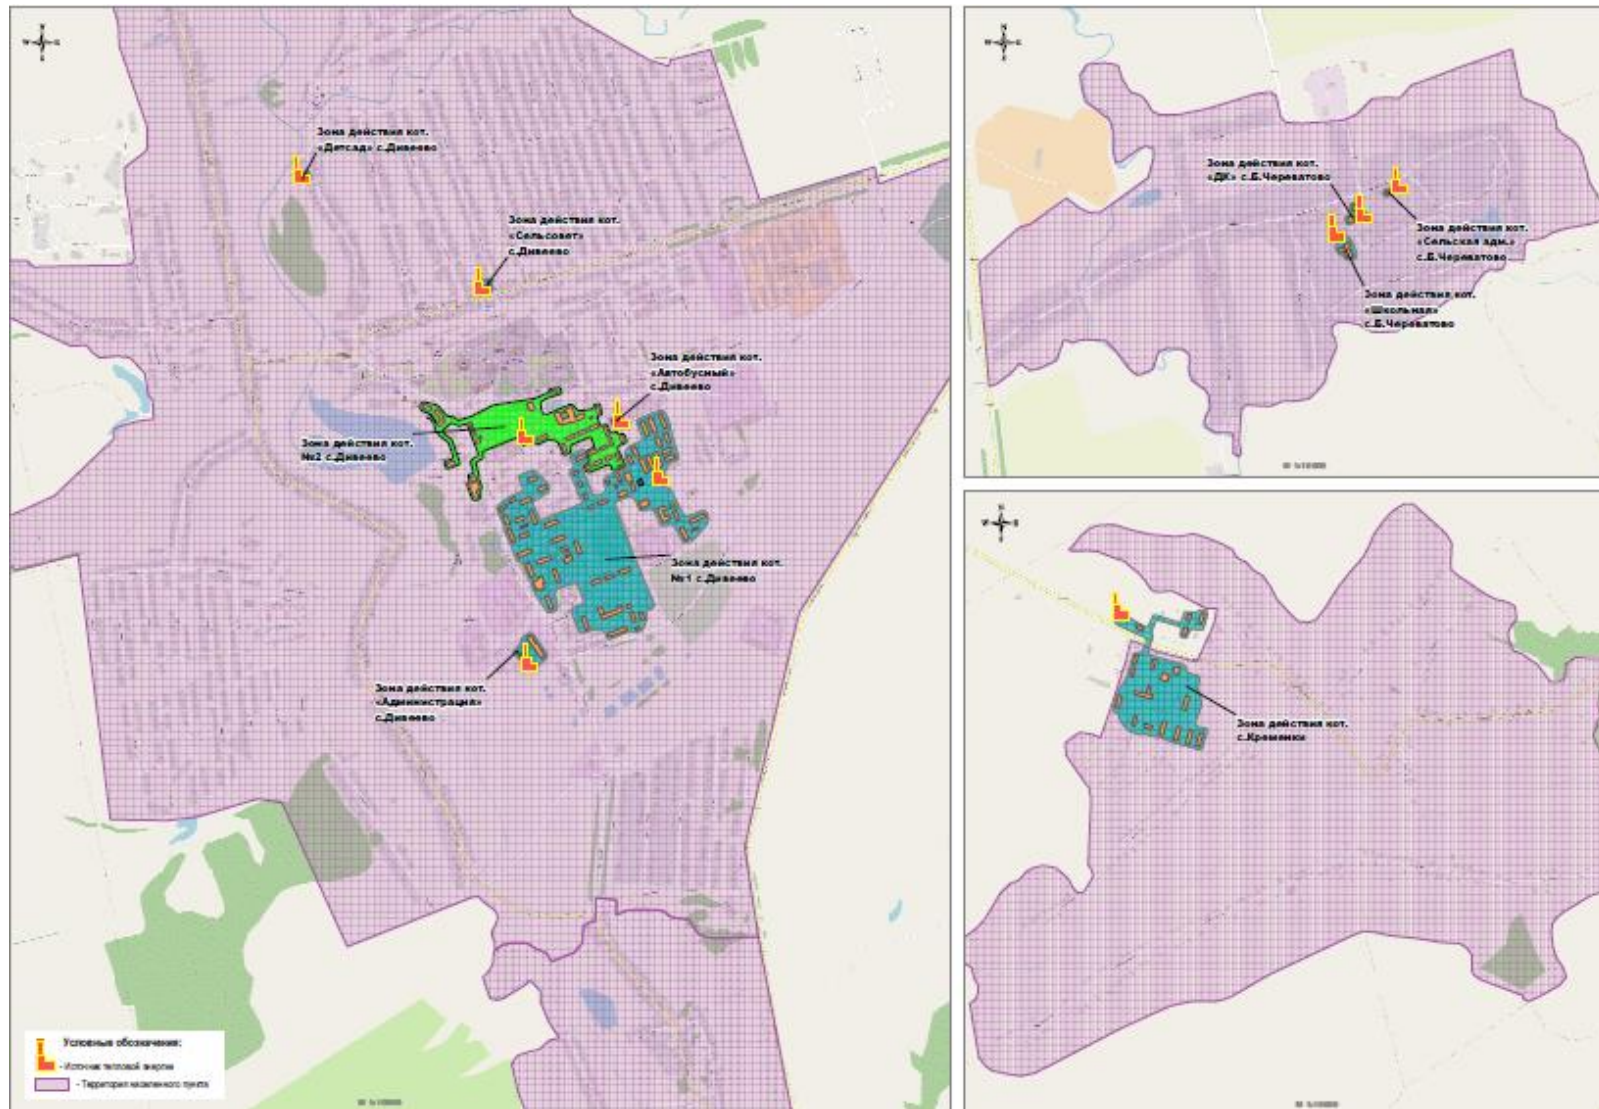 Зона действия кот.
«Детсад» с.Дивеево
Зона действия кот.
«Сельсовет»
с.Дивеево
Зона действия кот.
«Автобусный»
с.Дивеево
Зона действия кот.
№2 с.Дивеево
Зона действия кот.
№1 с.Дивеево
Зона действия кот.
«Администрация»
с.Дивеево
Условные обозначения:
- Источник тепловой энергии
- Территория населенного пункта
Зона действия кот.
«ДК» с.Б.Череватово
Зона действия кот.
«Сельская адм.»
с.Б.Череватово
Зона действия кот.
«Школьная»
с.Б.Череватово
Зона действия кот.
с.Кременки